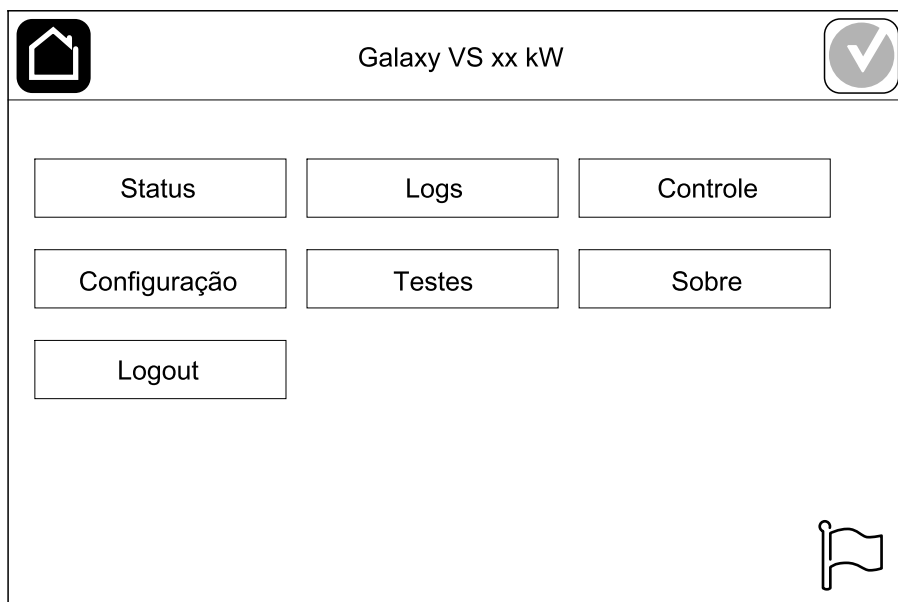 Galaxy VS xx kW
Status Logs Controle
Configuração Testes Sobre
Logout